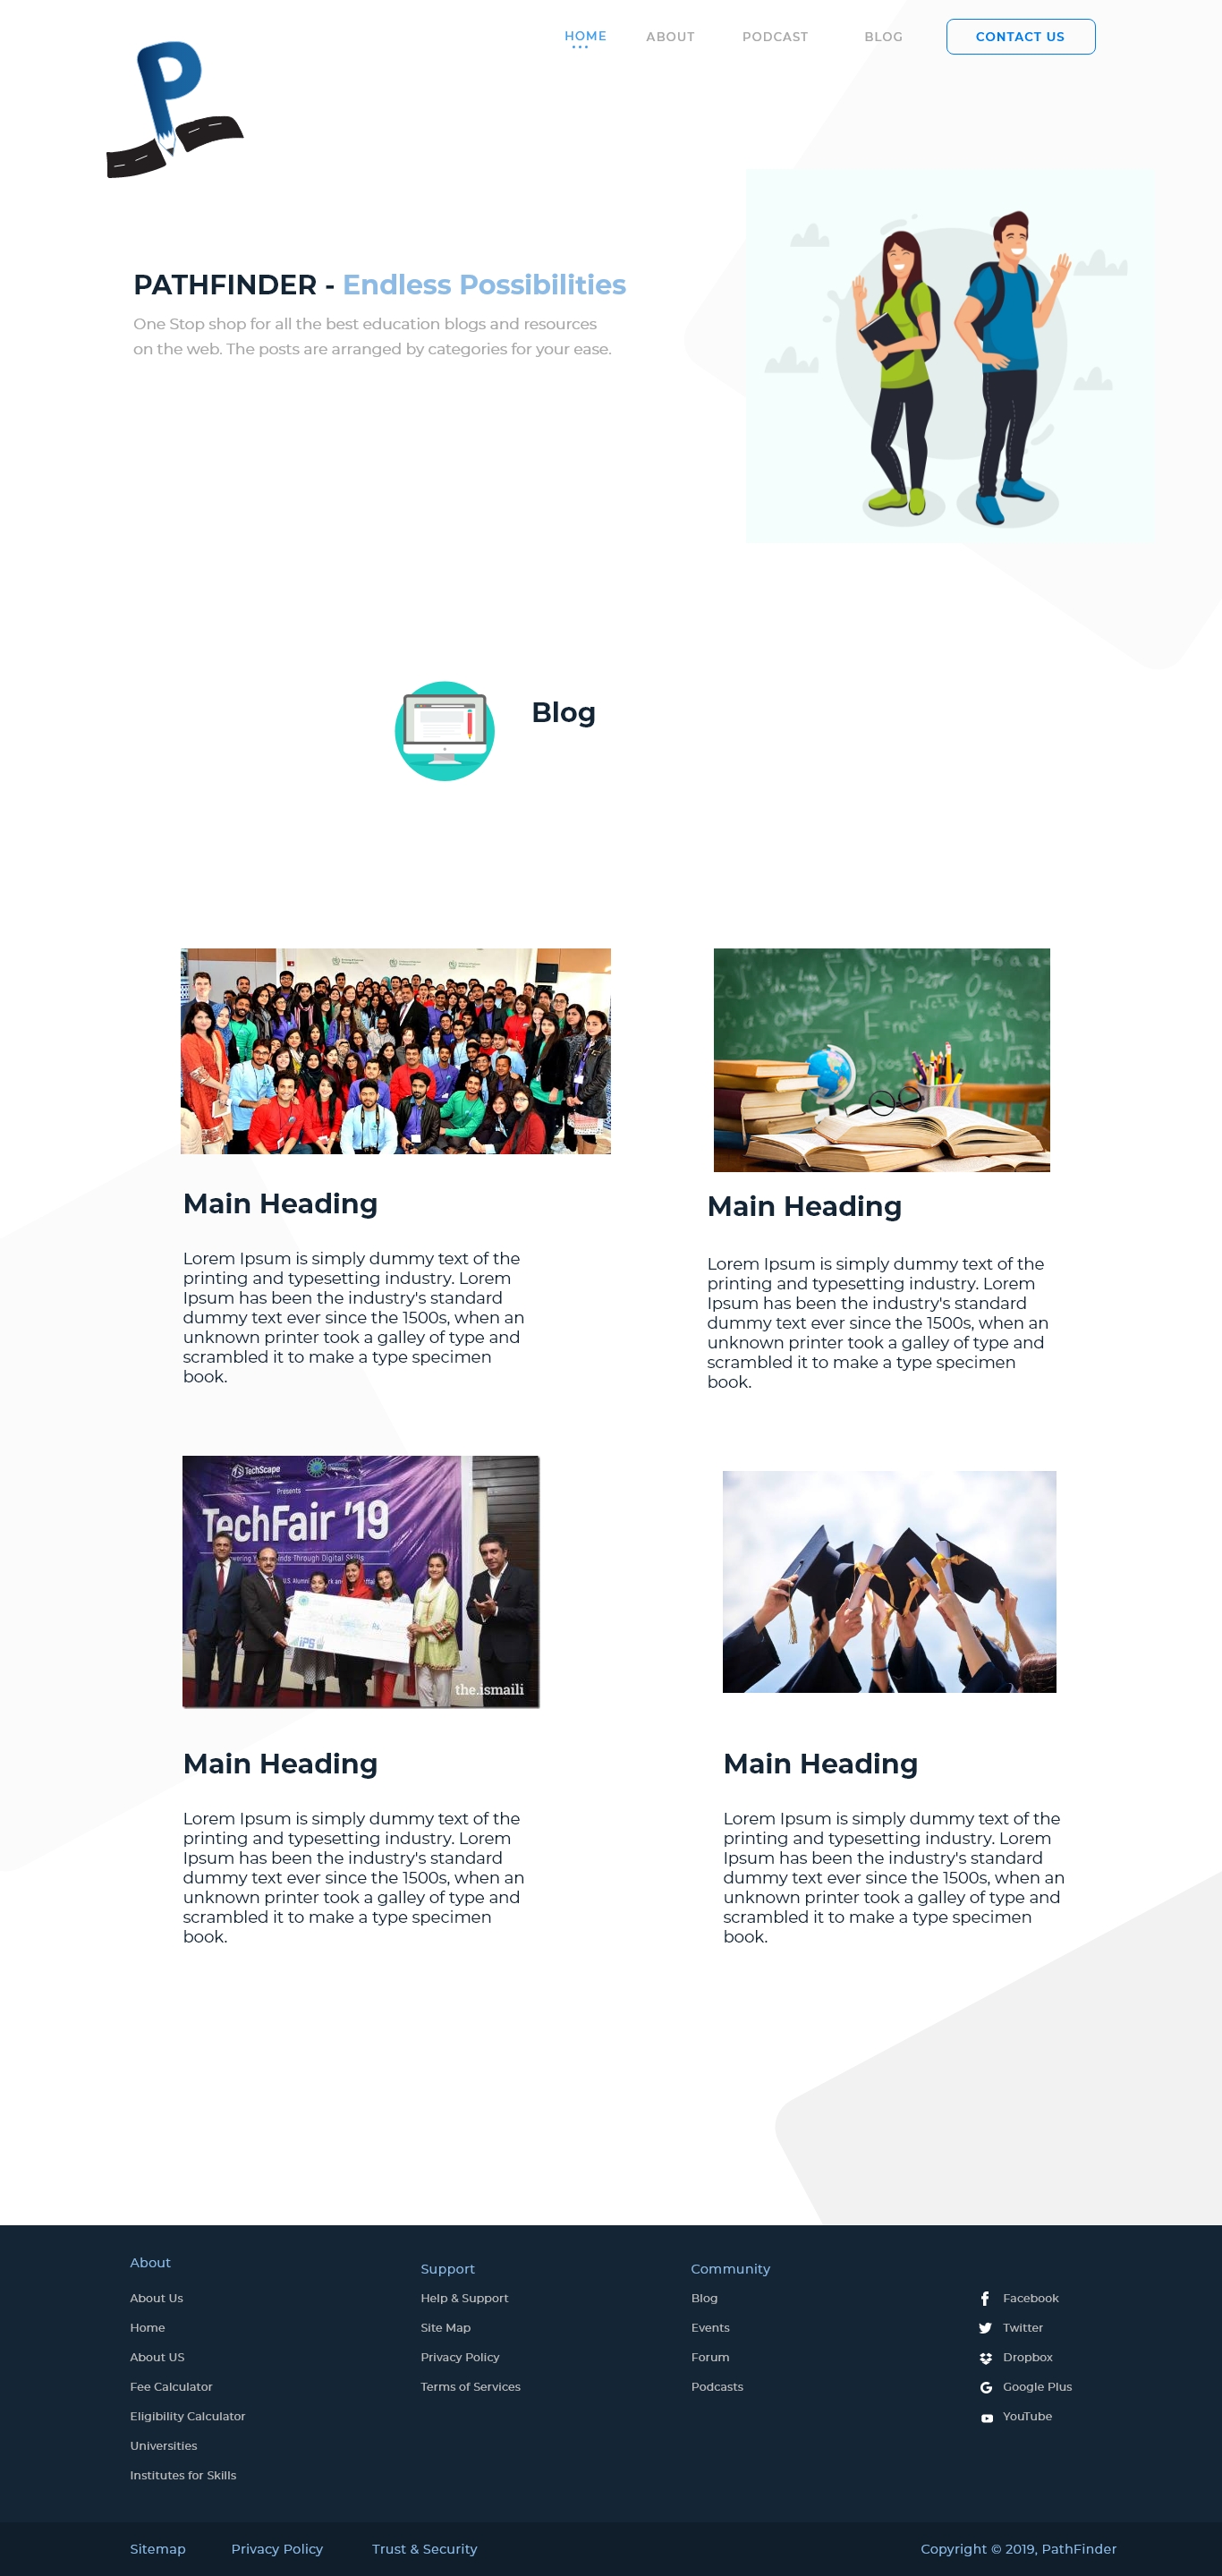 HOME
ABOUT
PODCAST
BLOG
CONTACT US
P
PATHFINDER - Endless Possibilities
One Stop shop for all the best education blogs and resources
on the web. The posts are arranged by categories for your ease.
Blog
E=mc²
Main Heading
Lorem Ipsum is simply dummy text of the
printing and typesetting industry. Lorem
Ipsum has been the industry's standard
dummy text ever since the 1500s, when an
unknown printer took a galley of type and
scrambled it to make a type specimen
book.
Main Heading
Lorem Ipsum is simply dummy text of the
printing and typesetting industry. Lorem
Ipsum has been the industry's standard
dummy text ever since the 1500s, when an
unknown printer took a galley of type and
scrambled it to make a type specimen
book.
TechScape
Presents
TechFair '19
Through Digital Skills
iPS
the.ismaili
Main Heading
Lorem Ipsum is simply dummy text of the
printing and typesetting industry. Lorem
Ipsum has been the industry's standard
dummy text ever since the 1500s, when an
unknown printer took a galley of type and
scrambled it to make a type specimen
book.
Main Heading
Lorem Ipsum is simply dummy text of the
printing and typesetting industry. Lorem
Ipsum has been the industry's standard
dummy text ever since the 1500s, when an
unknown printer took a galley of type and
scrambled it to make a type specimen
book.
About
About Us
Home
About US
Fee Calculator
Eligibility Calculator
Universities
Institutes for Skills
Support
Help & Support
Site Map
Privacy Policy
Terms of Services
Community
Blog
Events
Forum
Podcasts
Facebook
Twitter
Dropbox
Google Plus
YouTube
Sitemap
Privacy Policy
Trust & Security
Copyright © 2019, PathFinder